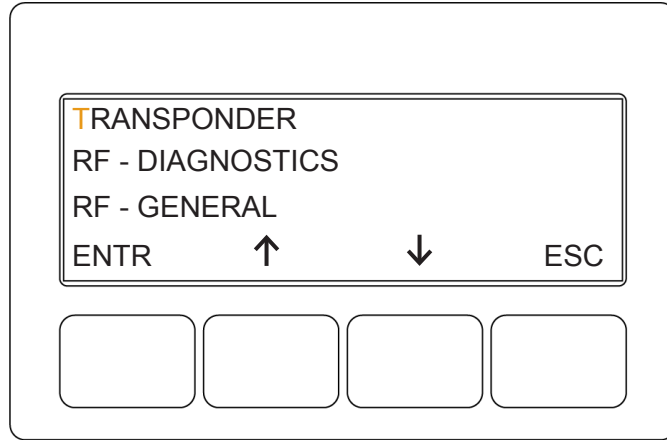 TRANSPONDER
RF - DIAGNOSTICS
RF - GENERAL
ENTR ↑ ↓ ESC